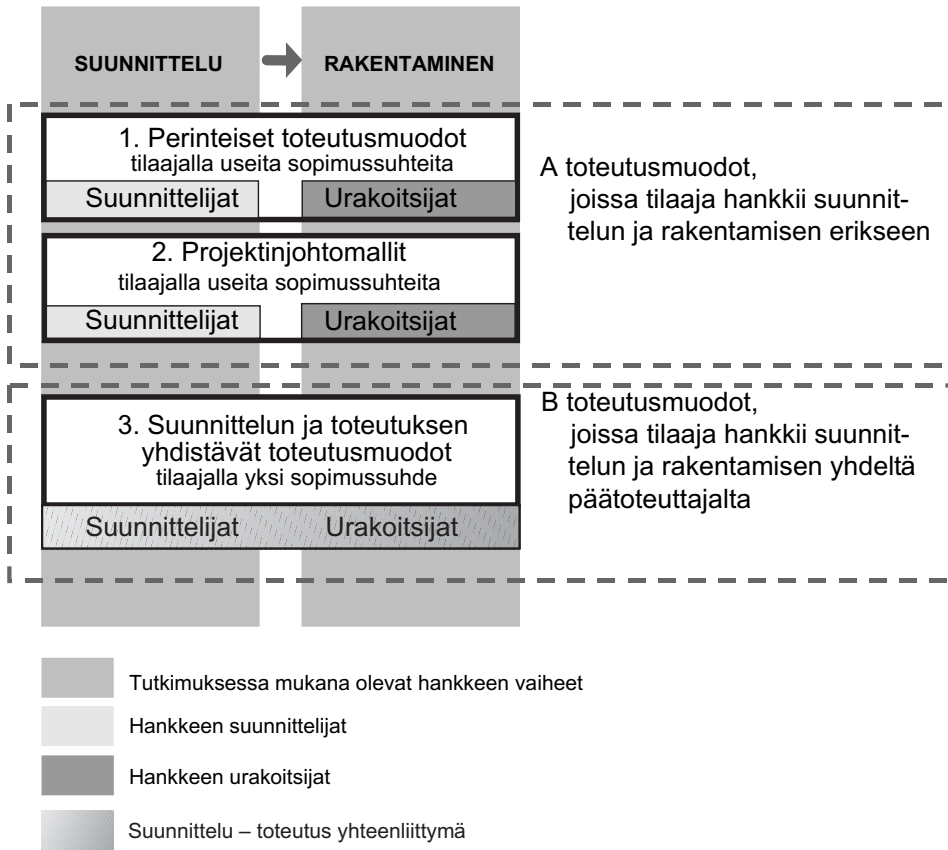 SUUNNITTELU
RAKENTAMINEN
1. Perinteiset toteutusmuodot
tilaajalla useita sopimussuhteita
Suunnittelijat
Urakoitsijat
A toteutusmuodot,
joissa tilaaja hankkii suunnit-
telun ja rakentamisen erikseen
2. Projektinjohtomallit
tilaajalla useita sopimussuhteita
Suunnittelijat
Urakoitsijat
3. Suunnittelun ja toteutuksen
yhdistävät toteutusmuodot
tilaajalla yksi sopimussuhde
Suunnittelijat
Urakoitsijat
B toteutusmuodot,
joissa tilaaja hankkii suunnit-
telun ja rakentamisen yhdeltä
päätoteuttajalta
Tutkimuksessa mukana olevat hankkeen vaiheet
Hankkeen suunnittelijat
Hankkeen urakoitsijat
Suunnittelu – toteutus yhteenliittymä